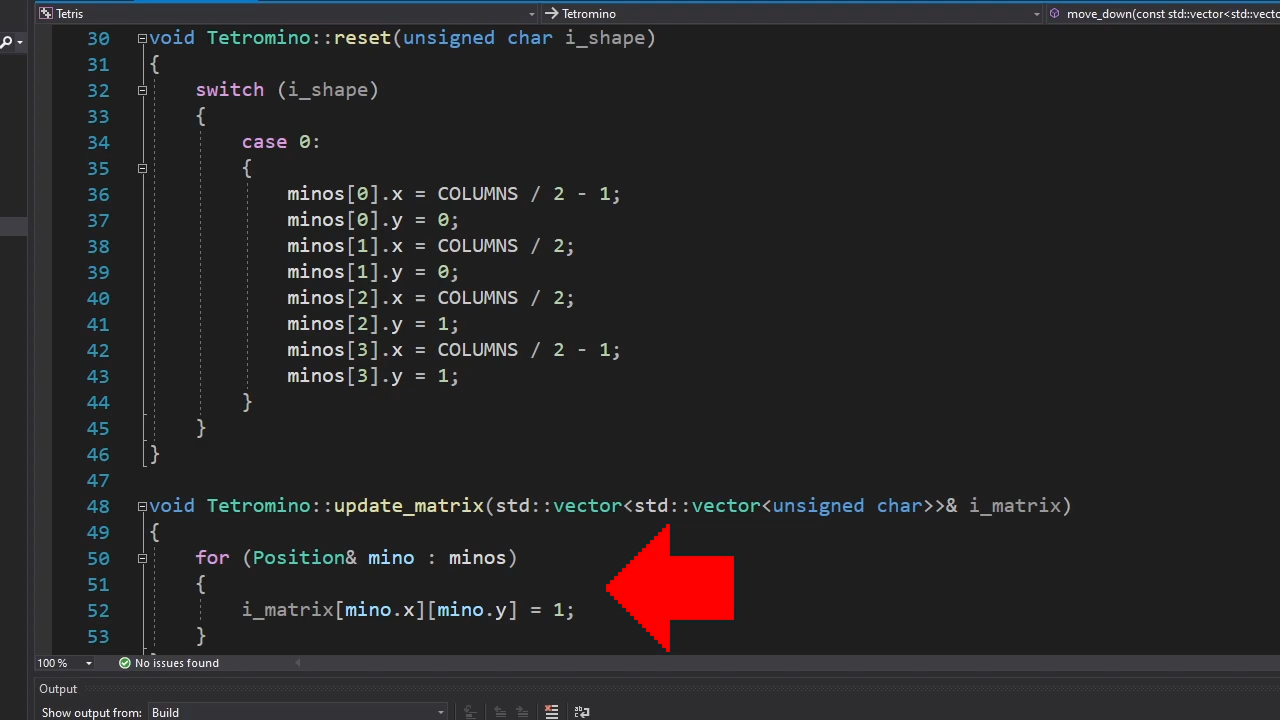 Tetris
Tetromino
move_down(const std::vector<std::vecto
30 void Tetromino::reset(unsigned char i_shape)
31 {
32 switch (i_shape)
33 {
34 case 0:
35 {
36 minos[0].x = COLUMNS / 2 - 1;
37 minos[0].y = 0;
38 minos[1].x = COLUMNS / 2;
39 minos[1].y = 0;
40 minos[2].x = COLUMNS / 2;
41 minos[2].y = 1;
42 minos[3].x = COLUMNS / 2 - 1;
43 minos[3].y = 1;
44 }
45 }
46 }
47
48 void Tetromino::update_matrix(std::vector<std::vector<unsigned char>>& i_matrix)
49 {
50 for (Position& mino : minos)
51 {
52 i_matrix[mino.x][mino.y] = 1;
53 }
100 %
No issues found
Output
Show output from: Build